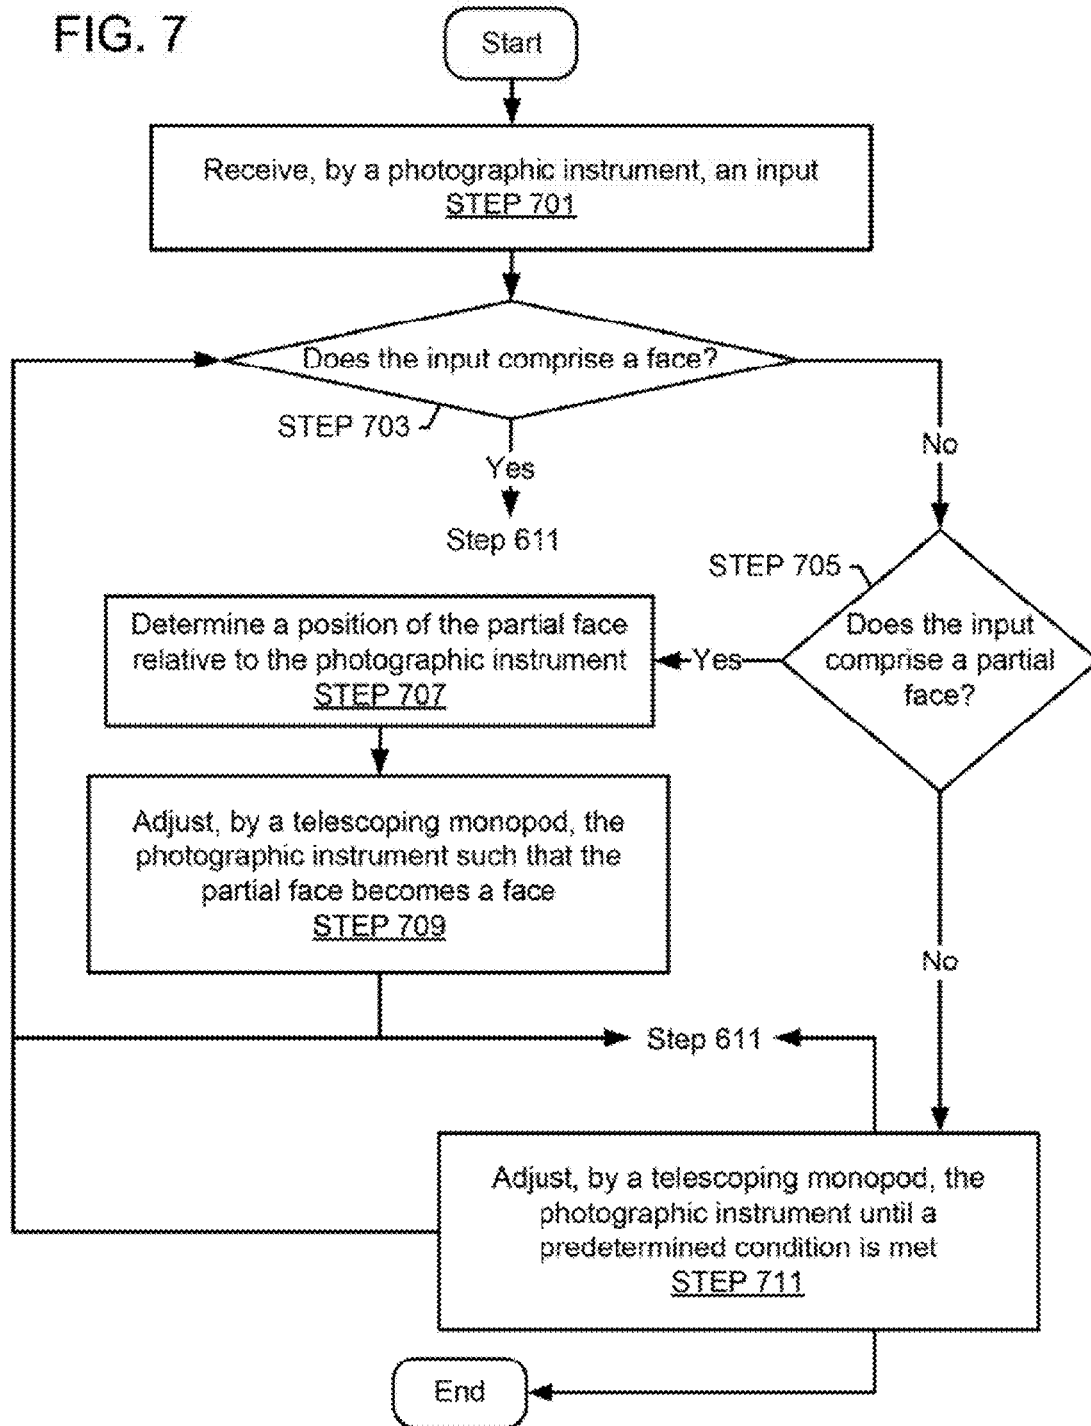 FIG. 7
Start
Receive, by a photographic instrument, an input
STEP 701
Does the input comprise a face?
STEP 703
Yes
No
Step 611
STEP 705
Does the input
comprise a partial
face?
Yes
Determine a position of the partial face
relative to the photographic instrument
STEP 707
Adjust, by a telescoping monopod, the
photographic instrument such that the
partial face becomes a face
STEP 709
No
Step 611
Adjust, by a telescoping monopod, the
photographic instrument until a
predetermined condition is met
STEP 711
End